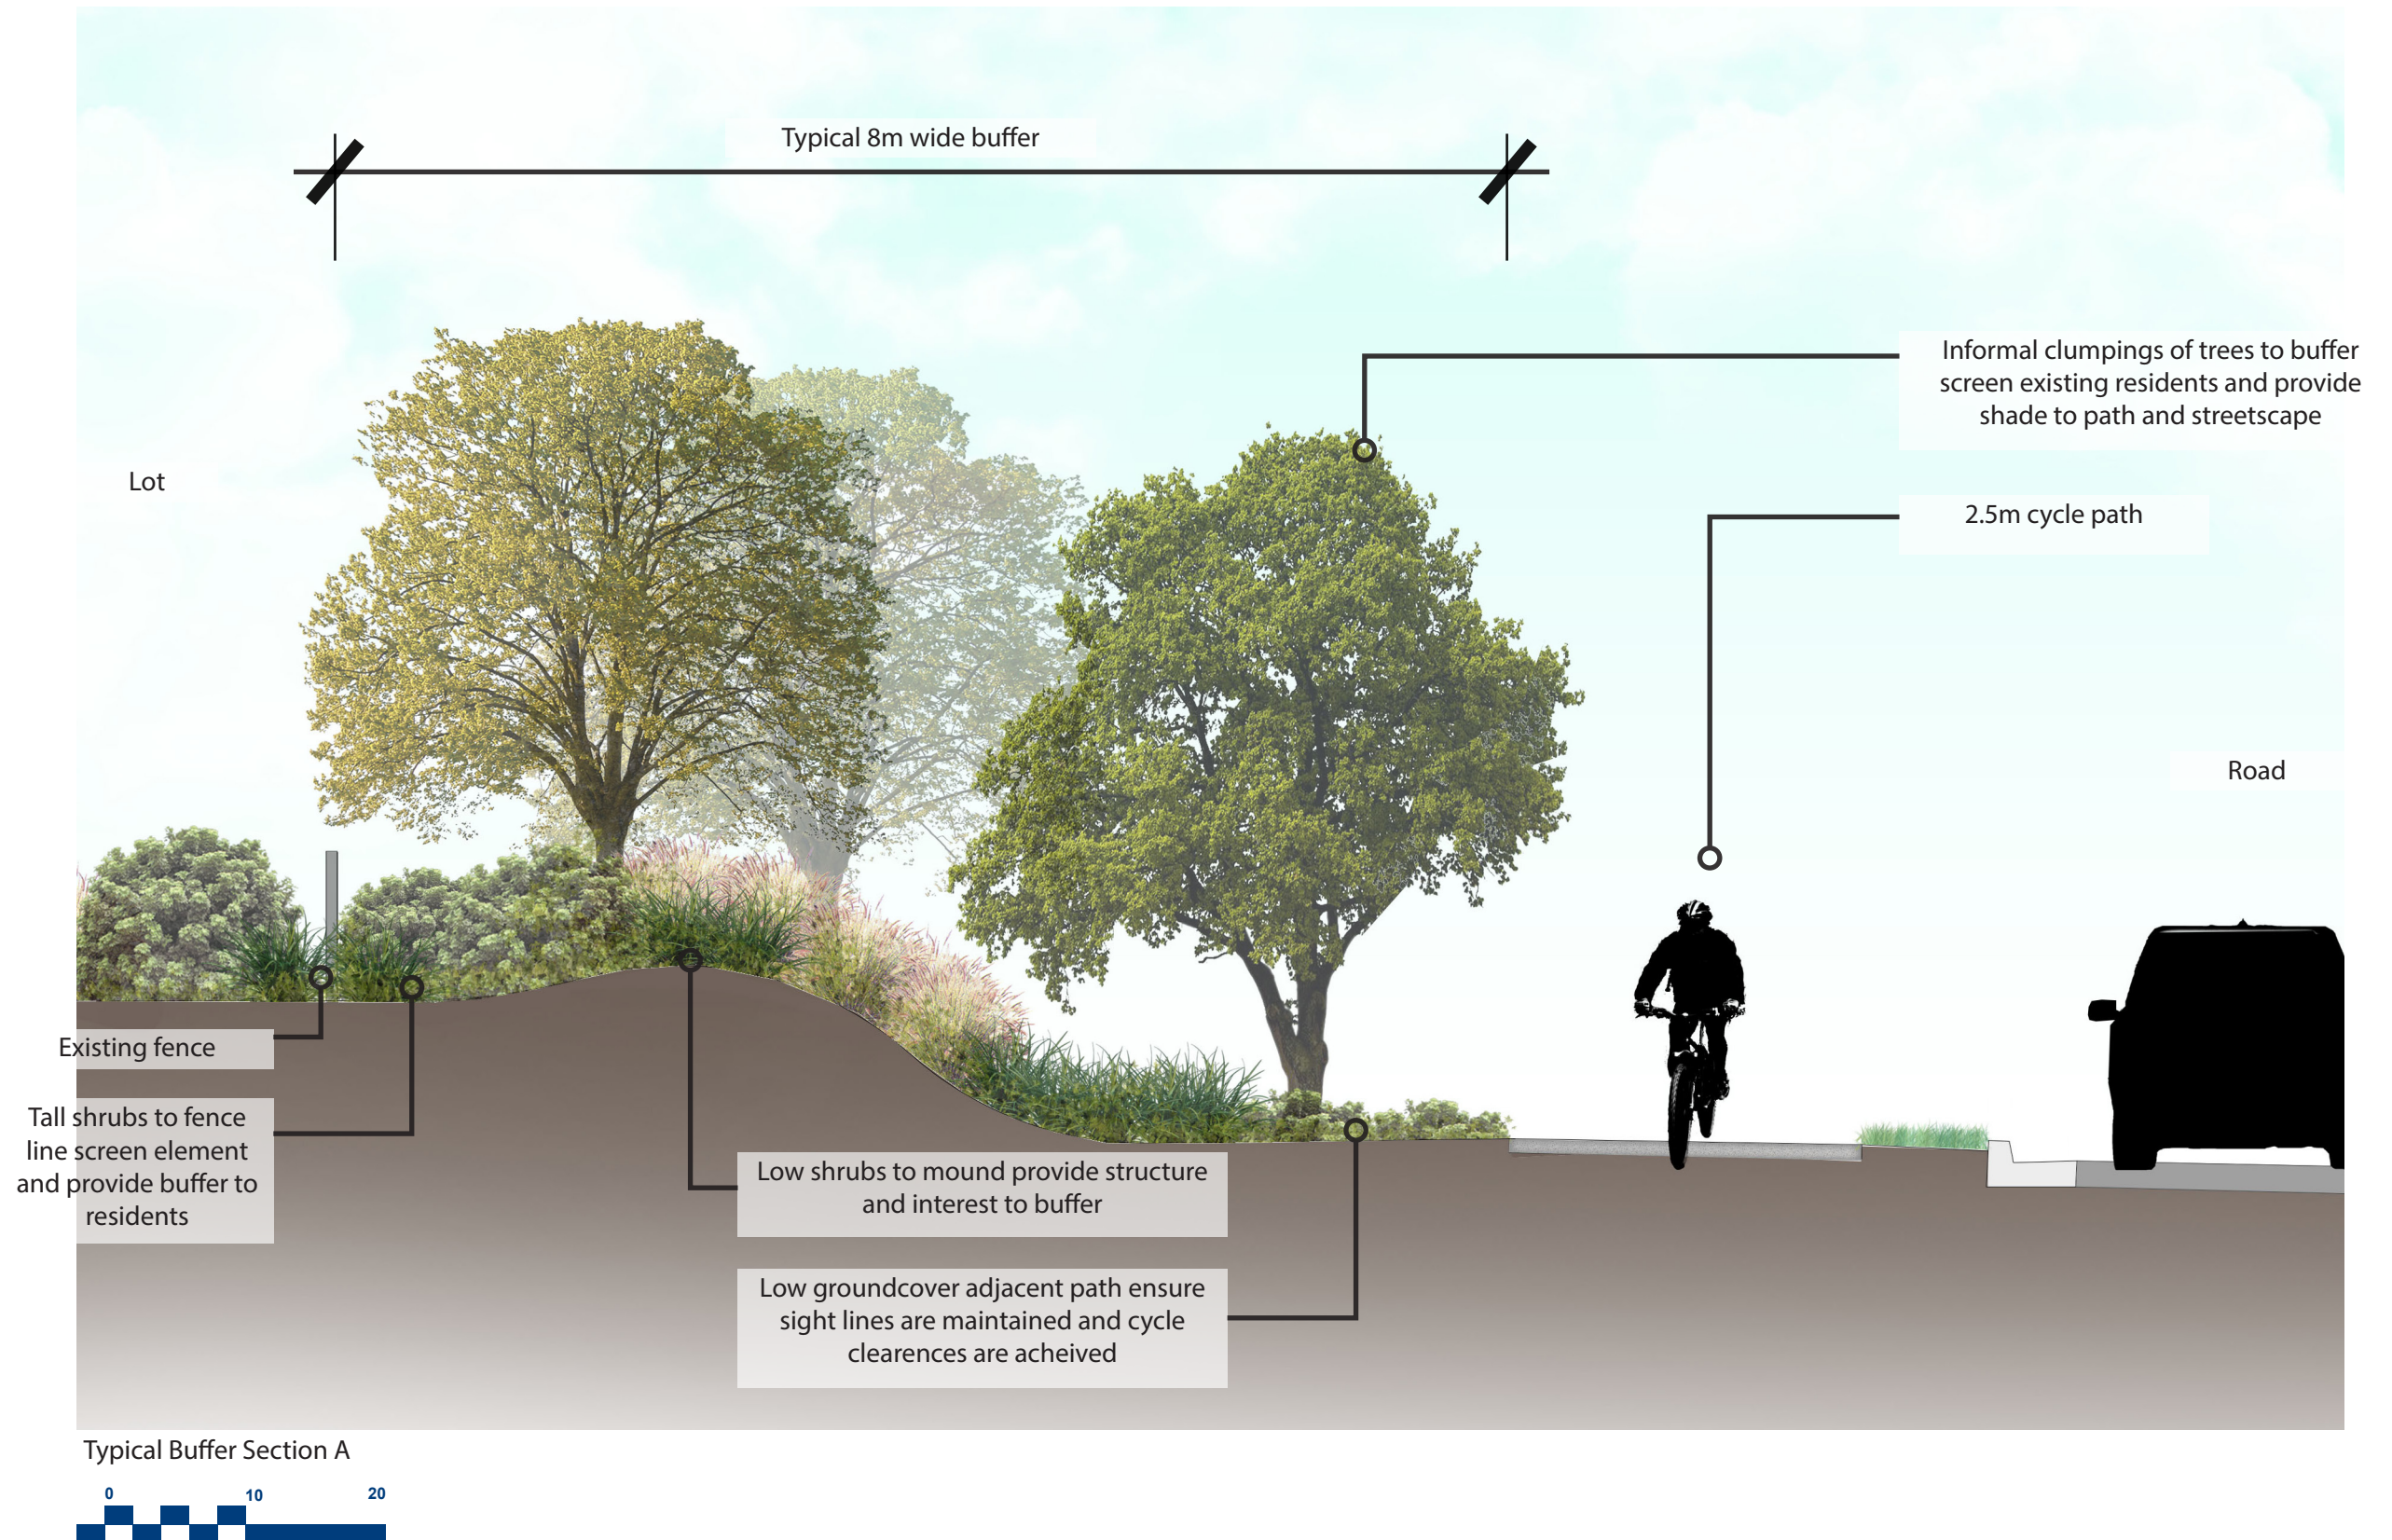 Typical 8m wide buffer
Informal clumpings of trees to buffer
screen existing residents and provide
shade to path and streetscape
Lot
2.5m cycle path
Road
Existing fence
Tall shrubs to fence
line screen element
and provide buffer to
residents
Low shrubs to mound provide structure
and interest to buffer
Low groundcover adjacent path ensure
sight lines are maintained and cycle
clearences are acheived
Typical Buffer Section A
0 10 20